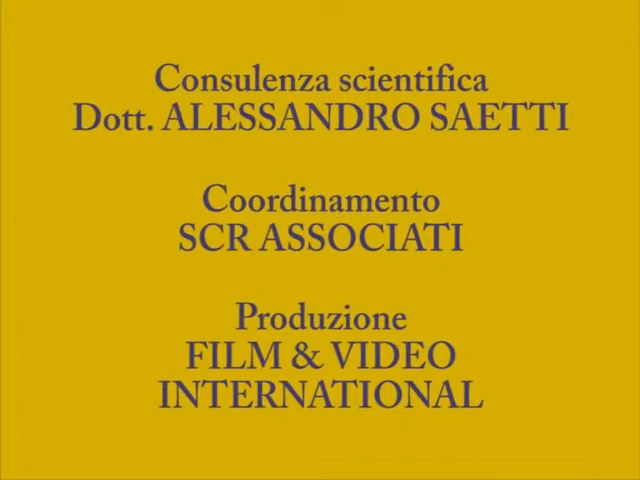 Consulenza scientifica
Dott. ALESSANDRO SAETTI
Coordinamento
SCR ASSOCIATI
Produzione
FILM & VIDEO
INTERNATIONAL